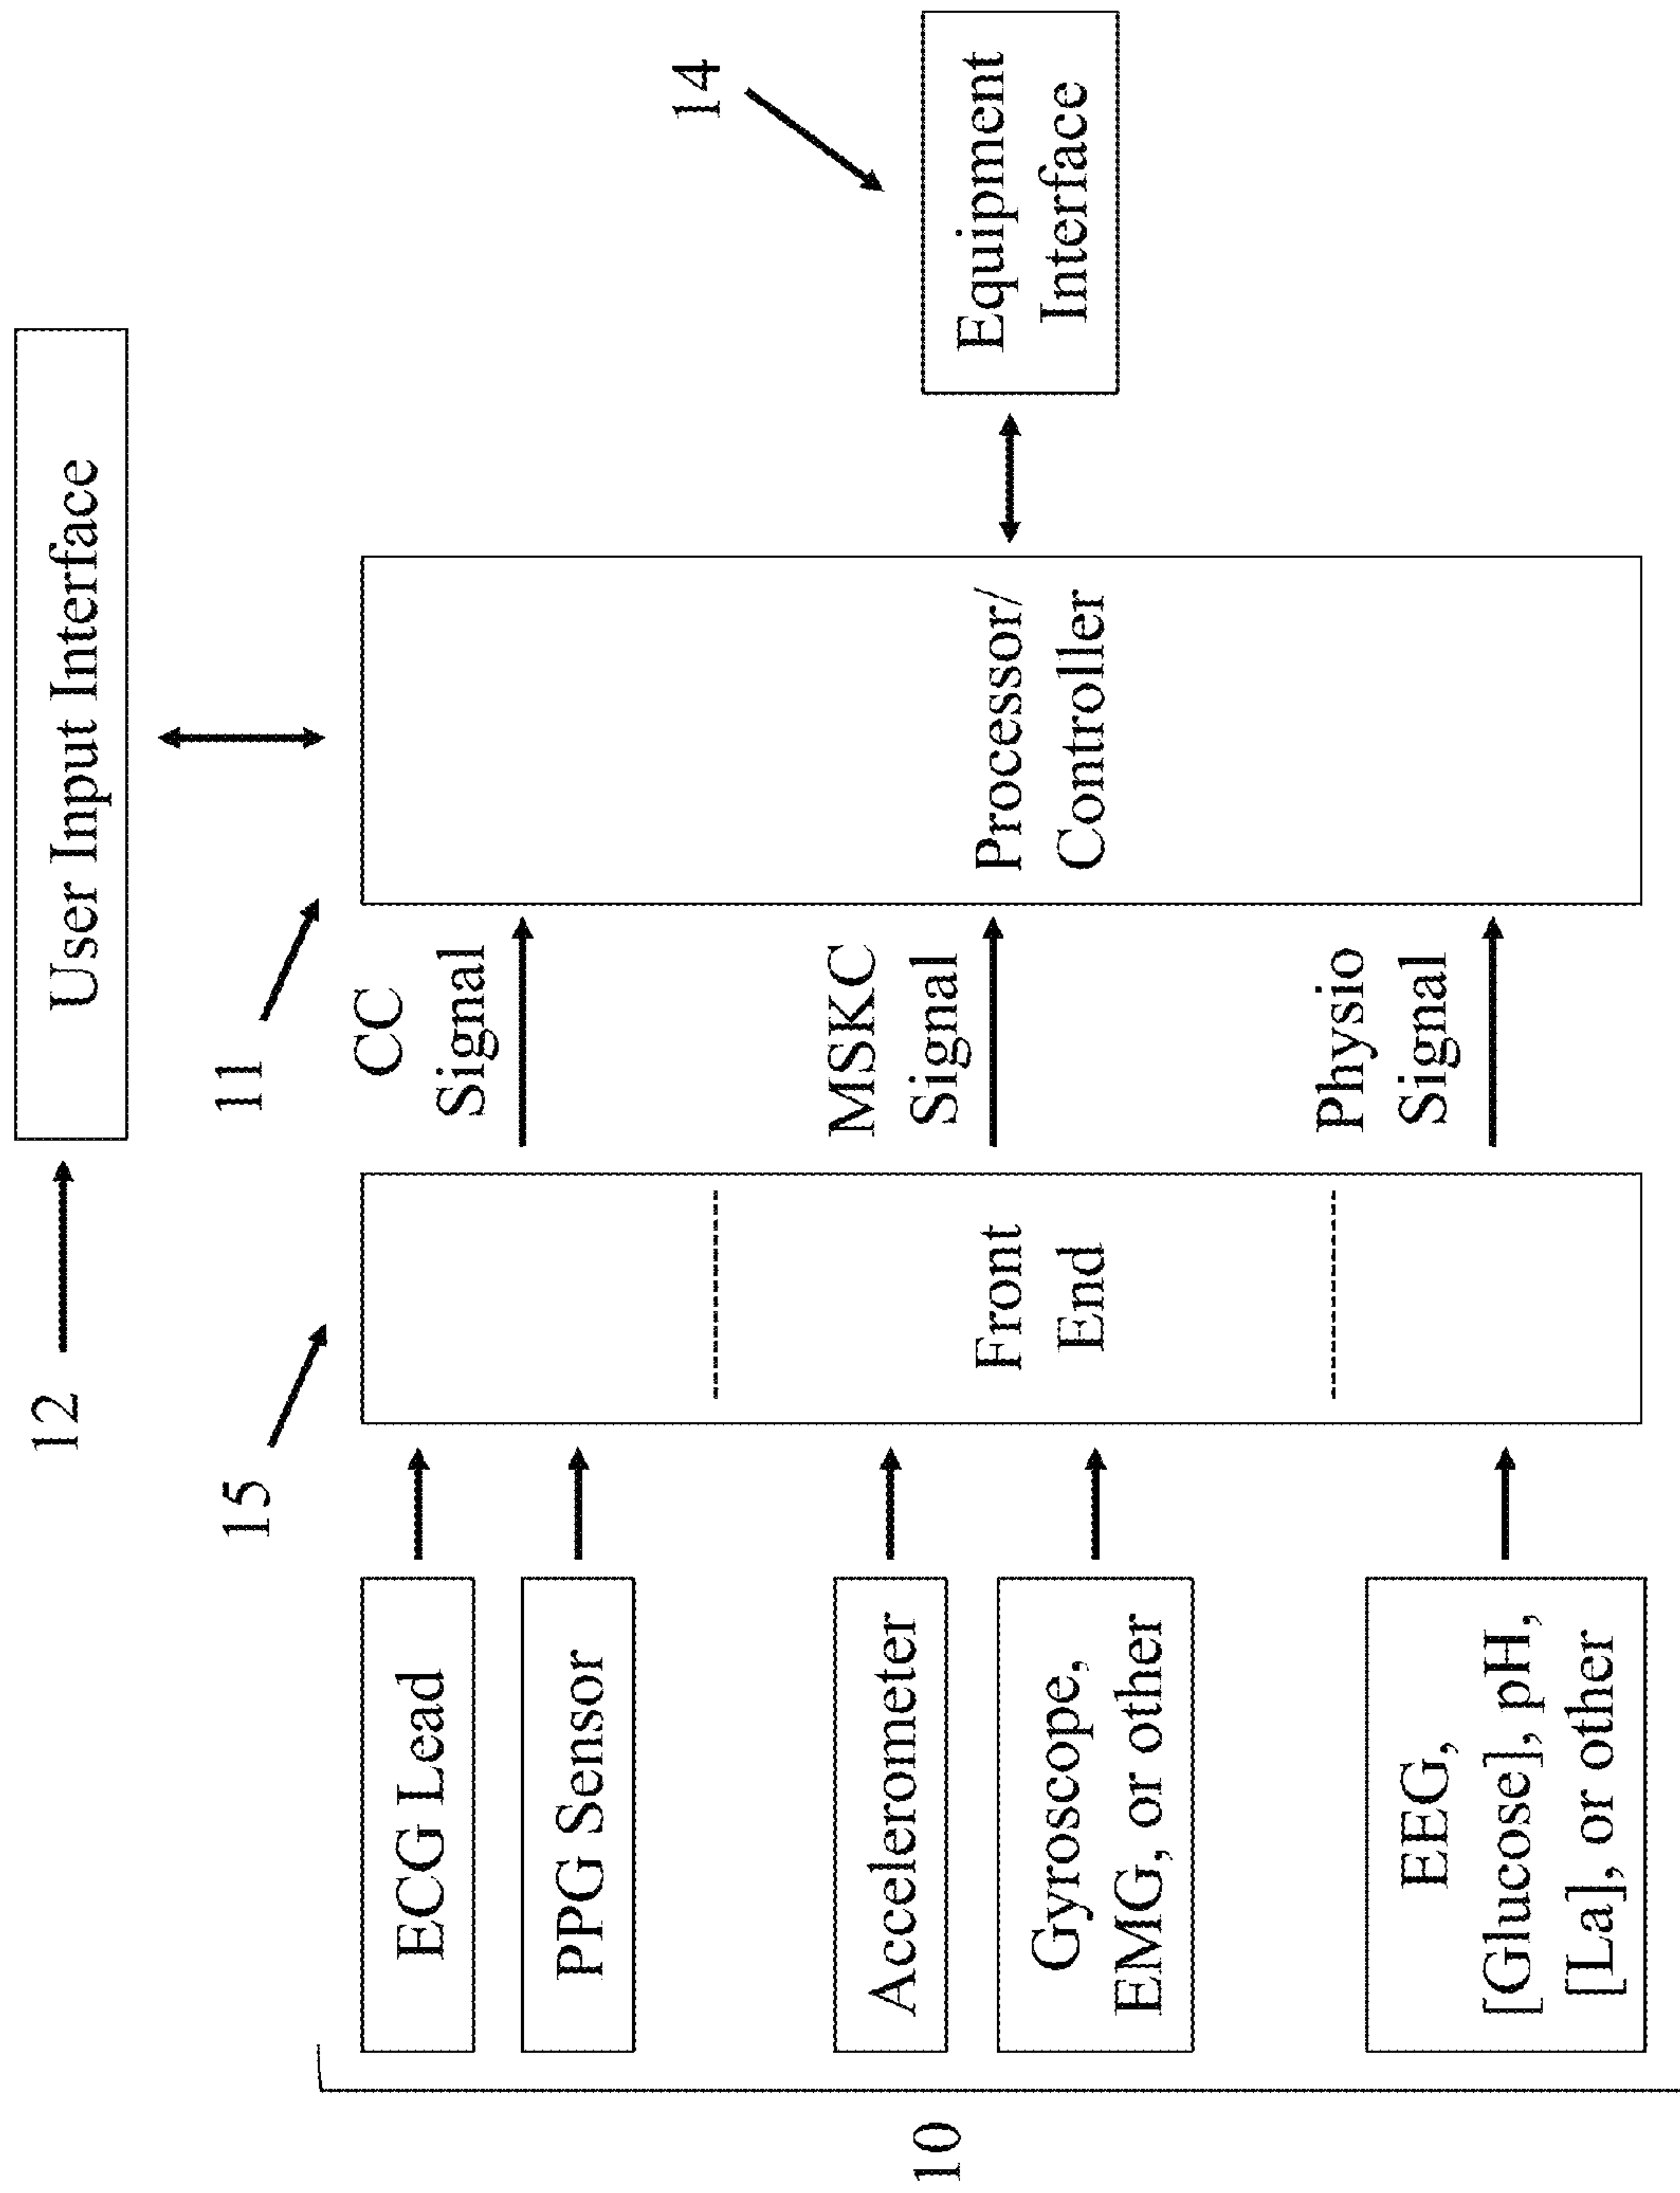 12
User Input Interface
15
11
14
10
ECG Lead
PPG Sensor
Accelerometer
Gyroscope,
EMG, or other
EEG,
[Glucose], pH,
[La], or other
Front
End
CC
Signal
MSKC
Signal
Physio
Signal
Processor/
Controller
Equipment
Interface